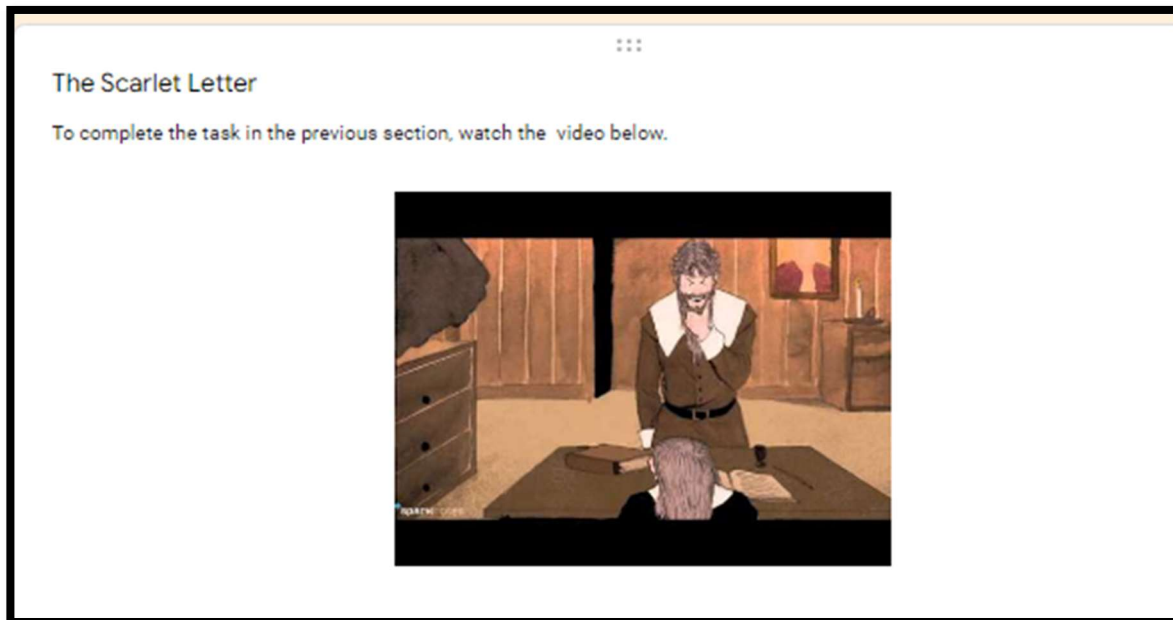 The Scarlet Letter
To complete the task in the previous section, watch the video below.